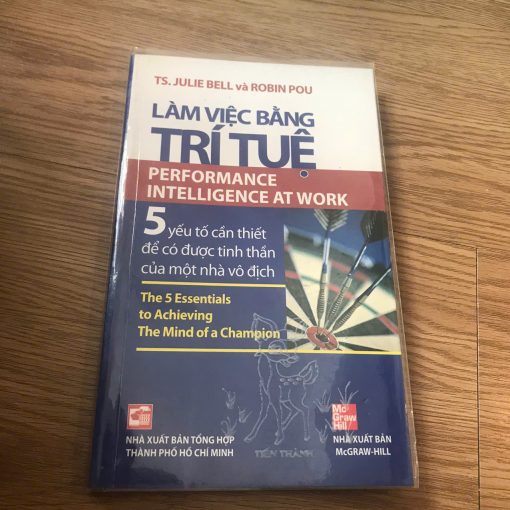 TS. JULIE BELL và ROBIN POU
LÀM VIỆC BẰNG
TRÍ TUỆ
PERFORMANCE
INTELLIGENCE AT WORK
5 yếu tố cần thiết
để có được tinh thần
của một nhà vô địch
The 5 Essentials
to Achieving
The Mind of a Champion
Mc
Graw
Hill
NHÀ XUẤT BẢN TỔNG HỢP
THÀNH PHỐ HỒ CHÍ MINH
TIẾN THÀNH
NHÀ XUẤT BẢN
McGRAW-HILL